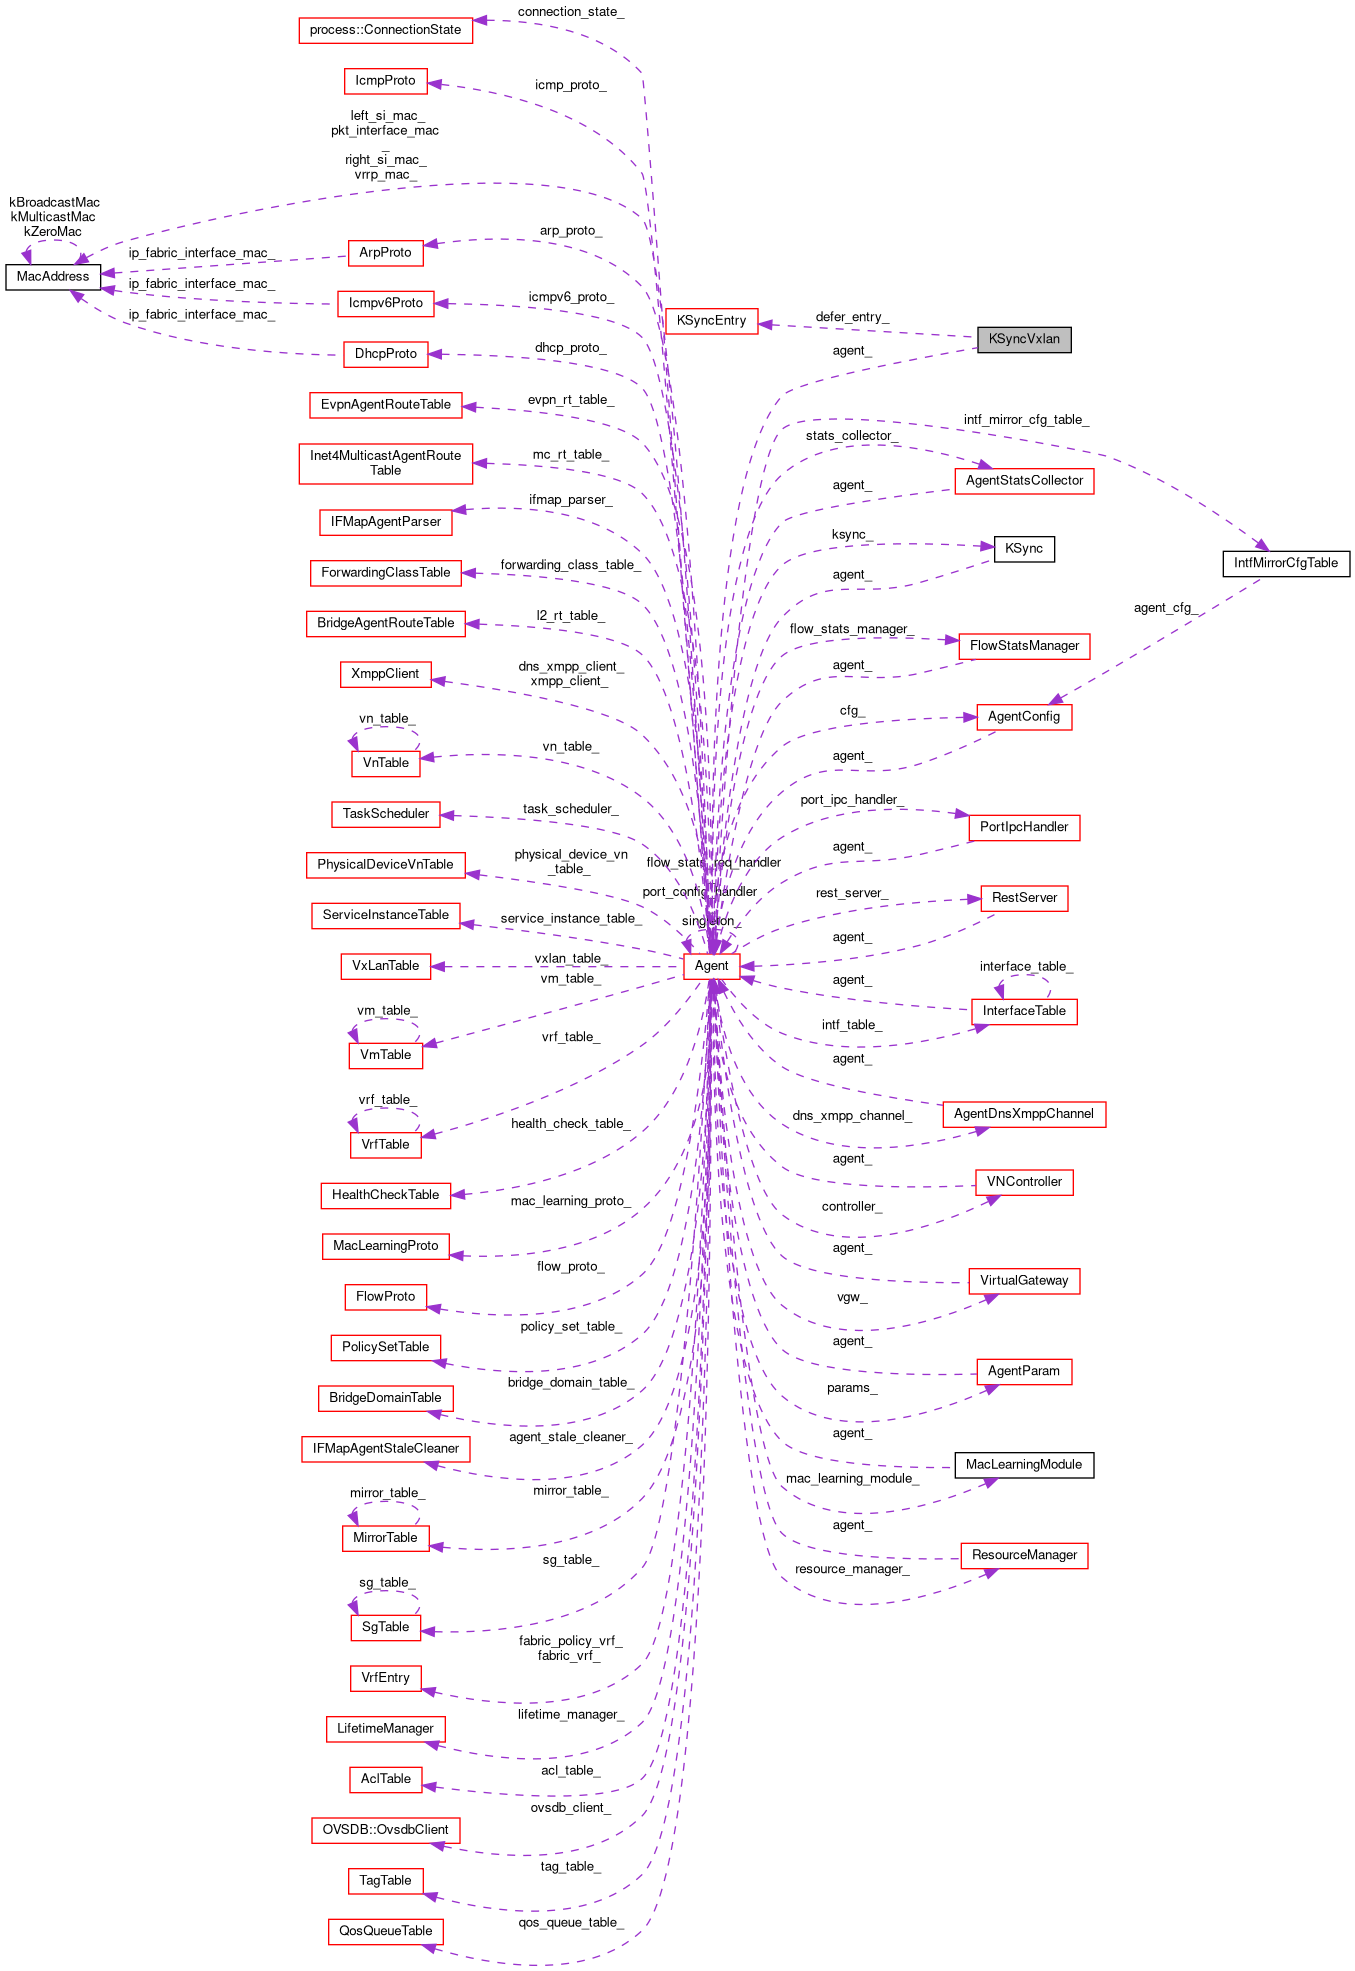 connection_state_
process::ConnectionState
IcmpProto
icmp_proto_
left_si_mac_
pkt_interface_mac
_
right_si_mac_
vrrp_mac_
kBroadcastMac
kMulticastMac
kZeroMac
MacAddress
ip_fabric_interface_mac_
ArpProto
arp_proto_
ip_fabric_interface_mac_
Icmpv6Proto
icmpv6_proto_
ip_fabric_interface_mac_
DhcpProto
dhcp_proto_
KSyncEntry
defer_entry_
KSyncVxlan
agent_
EvpnAgentRouteTable
evpn_rt_table_
intf_mirror_cfg_table_
Inet4MulticastAgentRoute
Table
mc_rt_table_
stats_collector_
AgentStatsCollector
agent_
IFMapAgentParser
ifmap_parser_
ksync_
KSync
agent_
IntfMirrorCfgTable
agent_cfg_
ForwardingClassTable
forwarding_class_table_
BridgeAgentRouteTable
l2_rt_table_
flow_stats_manager_
FlowStatsManager
agent_
XmppClient
dns_xmpp_client_
xmpp_client_
cfg_
AgentConfig
agent_
vn_table_
VnTable
vn_table_
TaskScheduler
task_scheduler_
port_ipc_handler_
PortIpcHandler
agent_
PhysicalDeviceVnTable
physical_device_vn
_table_
flow_stats_req_handler
port_config_handler
singleton_
rest_server_
RestServer
agent_
ServiceInstanceTable
service_instance_table_
VxLanTable
vxlan_table_
Agent
vm_table_
agent_
interface_table_
InterfaceTable
intf_table_
vm_table_
VmTable
vrf_table_
agent_
AgentDnsXmppChannel
dns_xmpp_channel_
vrf_table_
VrfTable
health_check_table_
HealthCheckTable
agent_
VNController
controller_
mac_learning_proto_
MacLearningProto
agent_
VirtualGateway
vgw_
flow_proto_
FlowProto
policy_set_table_
PolicySetTable
agent_
AgentParam
params_
bridge_domain_table_
BridgeDomainTable
agent_stale_cleaner_
IFMapAgentStaleCleaner
agent_
MacLearningModule
mac_learning_module_
mirror_table_
mirror_table_
MirrorTable
agent_
ResourceManager
resource_manager_
sg_table_
sg_table_
SgTable
fabric_policy_vrf_
fabric_vrf_
VrfEntry
lifetime_manager_
LifetimeManager
acl_table_
AclTable
ovsdb_client_
OVSDB::OvsdbClient
tag_table_
TagTable
qos_queue_table_
QosQueueTable